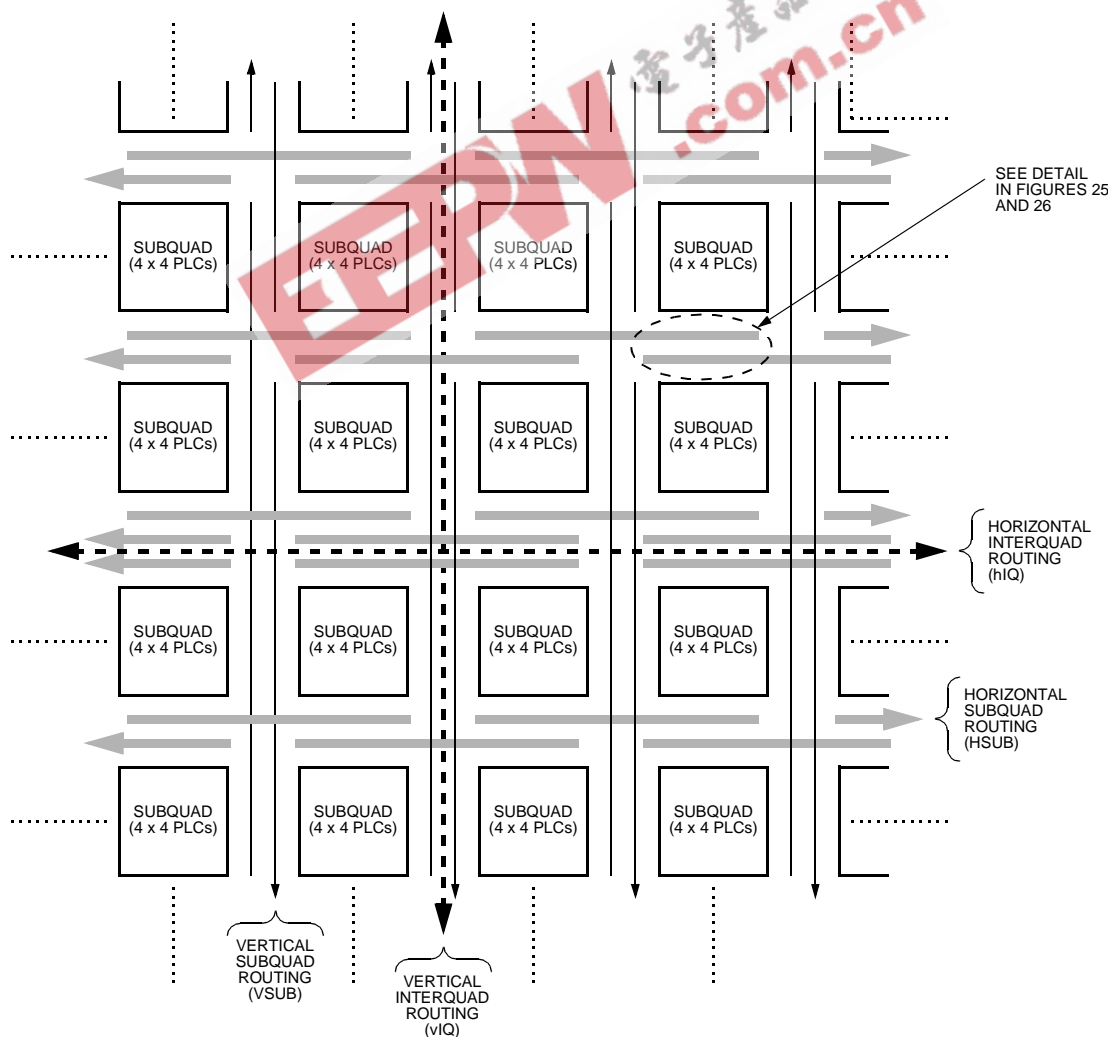 電子產品
EEPW
.com.cn
SEE DETAIL
IN FIGURES 25
AND 26
SUBQUAD
(4 x 4 PLCs)
SUBQUAD
(4 x 4 PLCs)
SUBQUAD
(4 x 4 PLCs)
SUBQUAD
(4 x 4 PLCs)
SUBQUAD
(4 x 4 PLCs)
SUBQUAD
(4 x 4 PLCs)
SUBQUAD
(4 x 4 PLCs)
SUBQUAD
(4 x 4 PLCs)
HORIZONTAL
INTERQUAD
ROUTING
(hIQ)
SUBQUAD
(4 x 4 PLCs)
SUBQUAD
(4 x 4 PLCs)
SUBQUAD
(4 x 4 PLCs)
SUBQUAD
(4 x 4 PLCs)
HORIZONTAL
SUBQUAD
ROUTING
(HSUB)
SUBQUAD
(4 x 4 PLCs)
SUBQUAD
(4 x 4 PLCs)
SUBQUAD
(4 x 4 PLCs)
SUBQUAD
(4 x 4 PLCs)
VERTICAL
SUBQUAD
ROUTING
(VSUB)
VERTICAL
INTERQUAD
ROUTING
(vIQ)